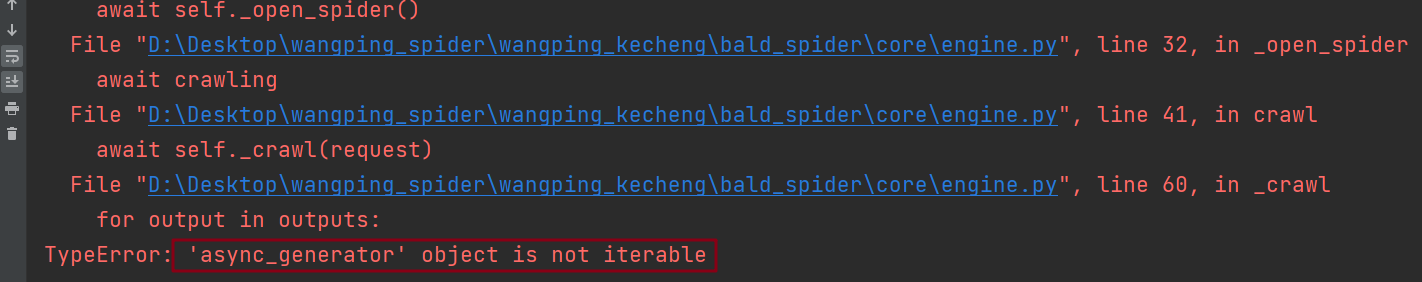 await self._open_spider()
File "D:\Desktop\wangping_spider\wangping_kecheng\bald_spider\core\engine.py", line 32, in _open_spider
await crawling
File "D:\Desktop\wangping_spider\wangping_kecheng\bald_spider\core\engine.py", line 41, in crawl
await self._crawl(request)
File "D:\Desktop\wangping_spider\wangping_kecheng\bald_spider\core\engine.py", line 60, in _crawl
for output in outputs:
TypeError: 'async_generator' object is not iterable